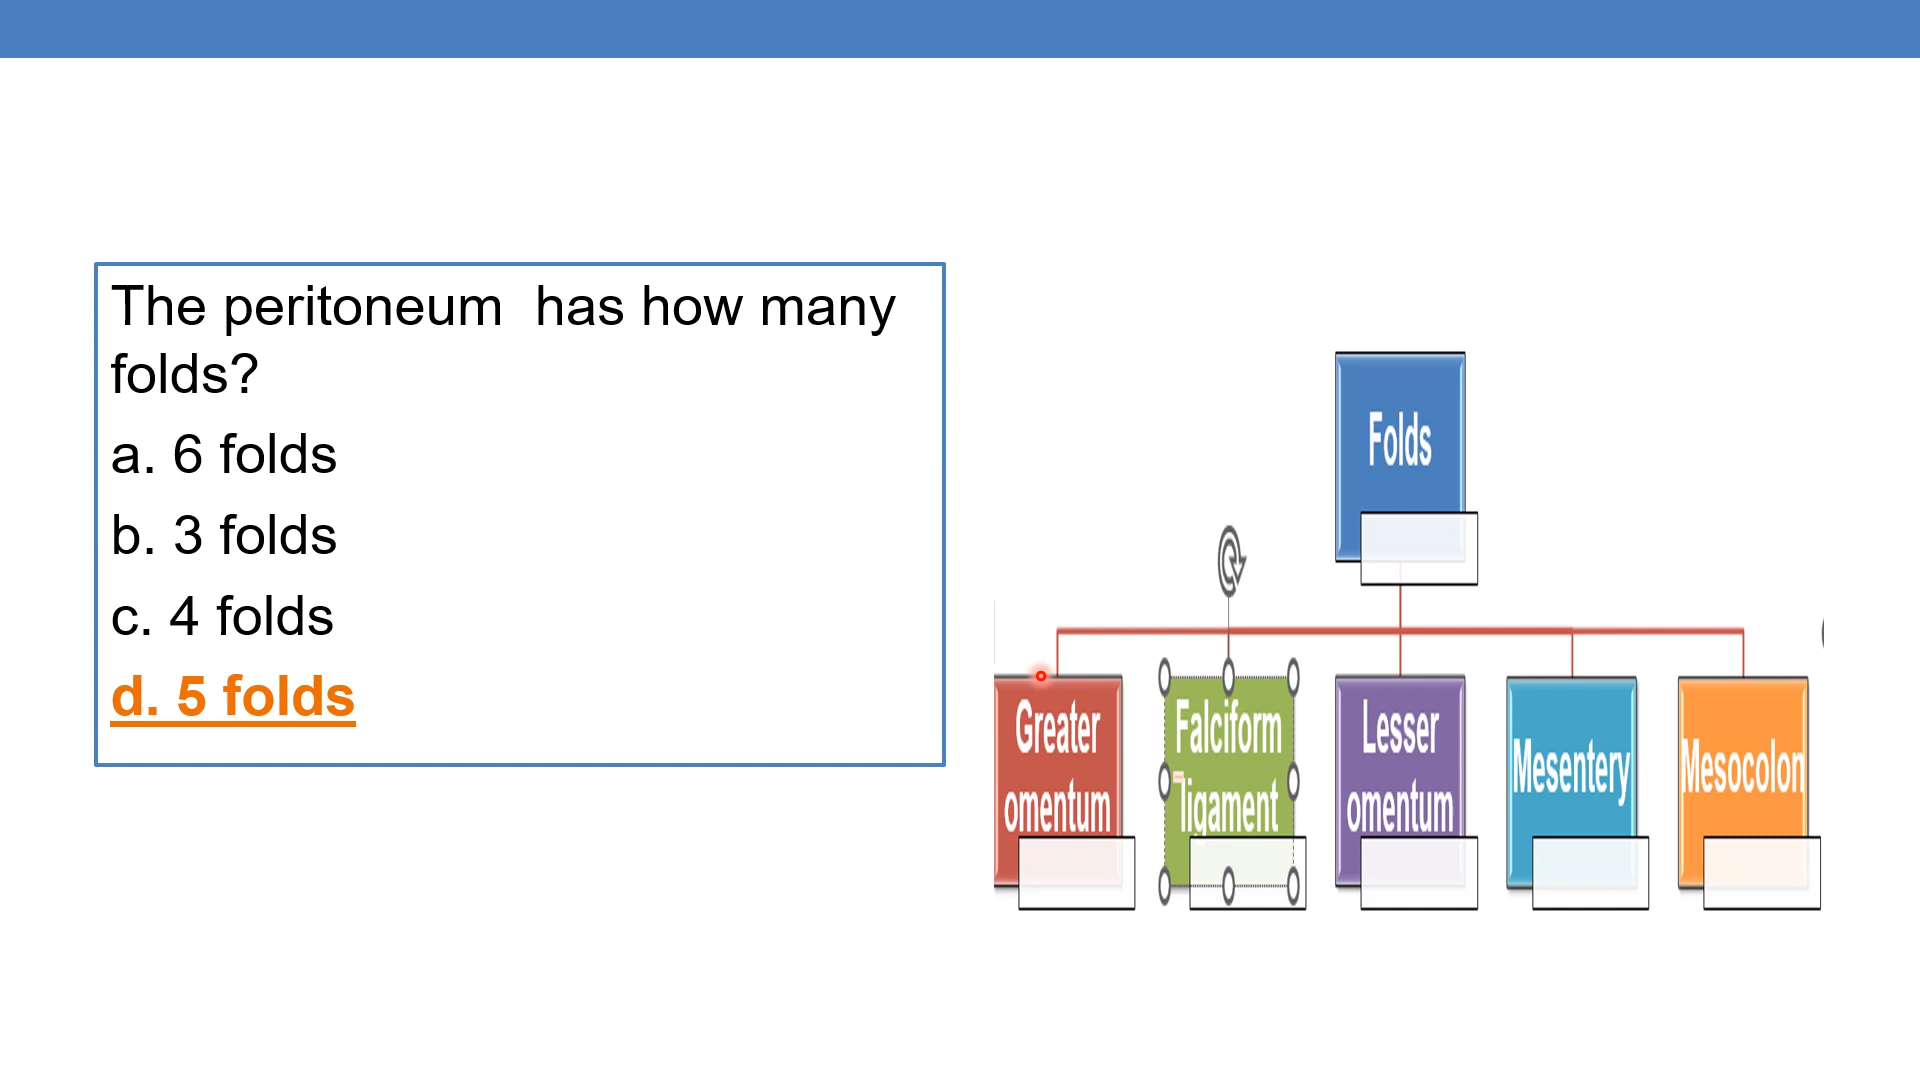 The peritoneum  has how many
folds?
a. 6 folds
b. 3 folds
c. 4 folds
d. 5 folds
Folds
Greater
omentum
Falciform
ligament
Lesser
omentum
Mesentery
Mesocolon